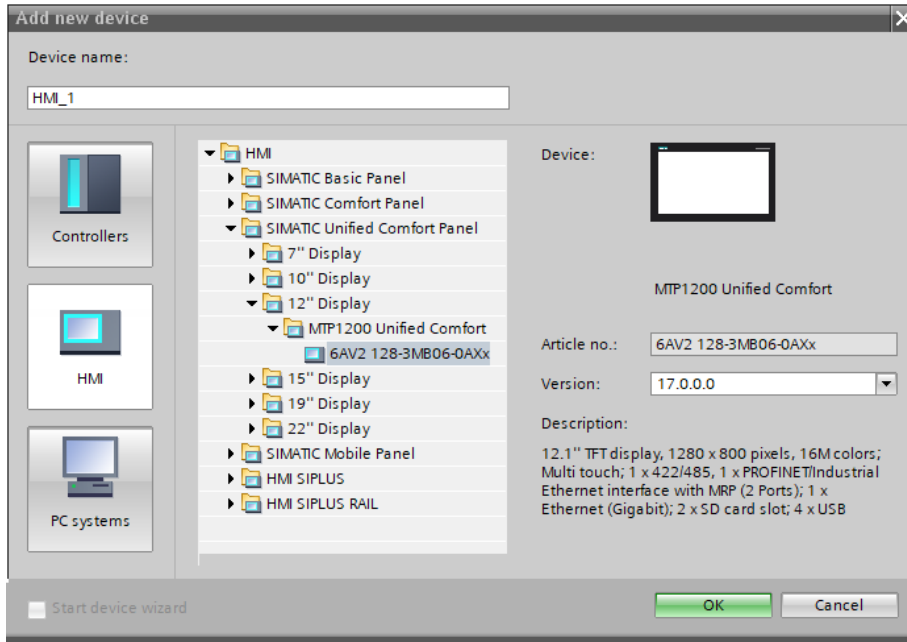 Add new device
Device name:
HMI_1
Controllers
HMI
PC systems
HMI
SIMATIC Basic Panel
SIMATIC Comfort Panel
SIMATIC Unified Comfort Panel
7'' Display
10'' Display
12'' Display
MTP1200 Unified Comfort
6AV2 128-3MB06-0AXx
15'' Display
19'' Display
22'' Display
SIMATIC Mobile Panel
HMI SIPLUS
HMI SIPLUS RAIL
Device:
MTP1200 Unified Comfort
Article no.: 6AV2 128-3MB06-0AXx
Version: 17.0.0.0
Description:
12.1'' TFT display, 1280 x 800 pixels, 16M colors;
Multi touch; 1 x 422/485, 1 x PROFINET/Industrial
Ethernet interface with MRP (2 Ports); 1 x
Ethernet (Gigabit); 2 x SD card slot; 4 x USB
Start device wizard
OK
Cancel